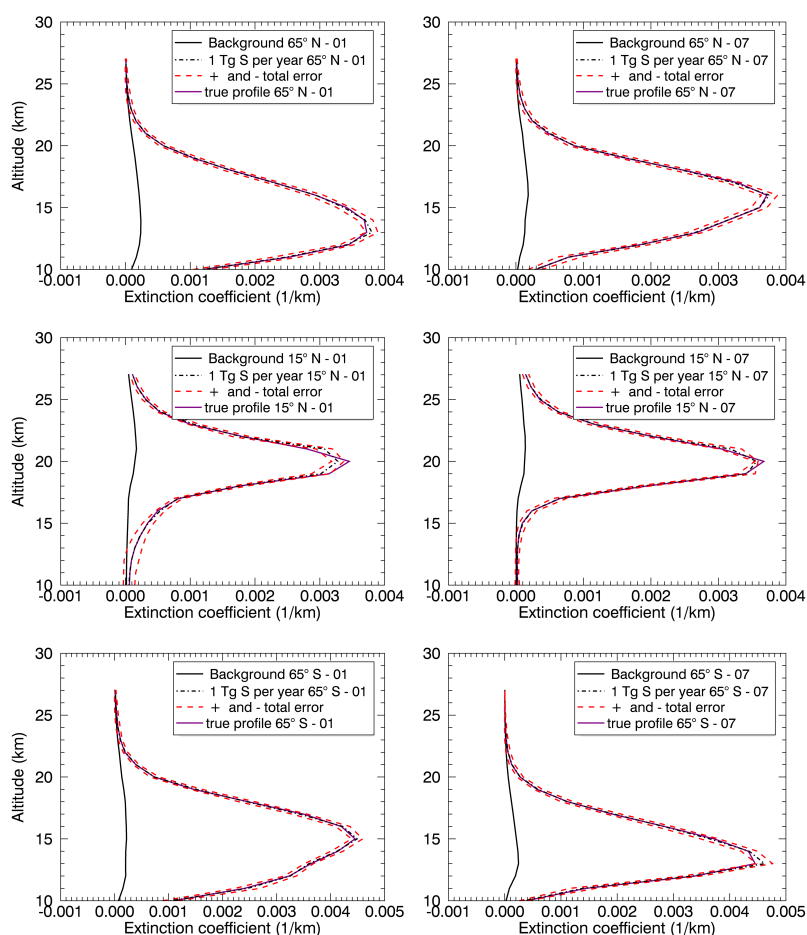 30
25
20
15
10
Altitude (km)
Background 65° N - 01
1 Tg S per year 65° N - 01
+ and - total error
true profile 65° N - 01
-0.001 0.000 0.001 0.002 0.003 0.004
Extinction coefficient (1/km)
30
25
20
15
10
Background 65° N - 07
1 Tg S per year 65° N - 07
+ and - total error
true profile 65° N - 07
-0.001 0.000 0.001 0.002 0.003 0.004
Extinction coefficient (1/km)
30
25
20
15
10
Altitude (km)
Background 15° N - 01
1 Tg S per year 15° N - 01
+ and - total error
true profile 15° N - 01
-0.001 0.000 0.001 0.002 0.003 0.004
Extinction coefficient (1/km)
30
25
20
15
10
Background 15° N - 07
1 Tg S per year 15° N - 07
+ and - total error
true profile 15° N - 07
-0.001 0.000 0.001 0.002 0.003 0.004
Extinction coefficient (1/km)
30
25
20
15
10
Altitude (km)
Background 65° S - 01
1 Tg S per year 65° S - 01
+ and - total error
true profile 65° S - 01
-0.001 0.000 0.001 0.002 0.003 0.004 0.005
Extinction coefficient (1/km)
30
25
20
15
10
Background 65° S - 07
1 Tg S per year 65° S - 07
+ and - total error
true profile 65° S - 07
-0.001 0.000 0.001 0.002 0.003 0.004 0.005
Extinction coefficient (1/km)